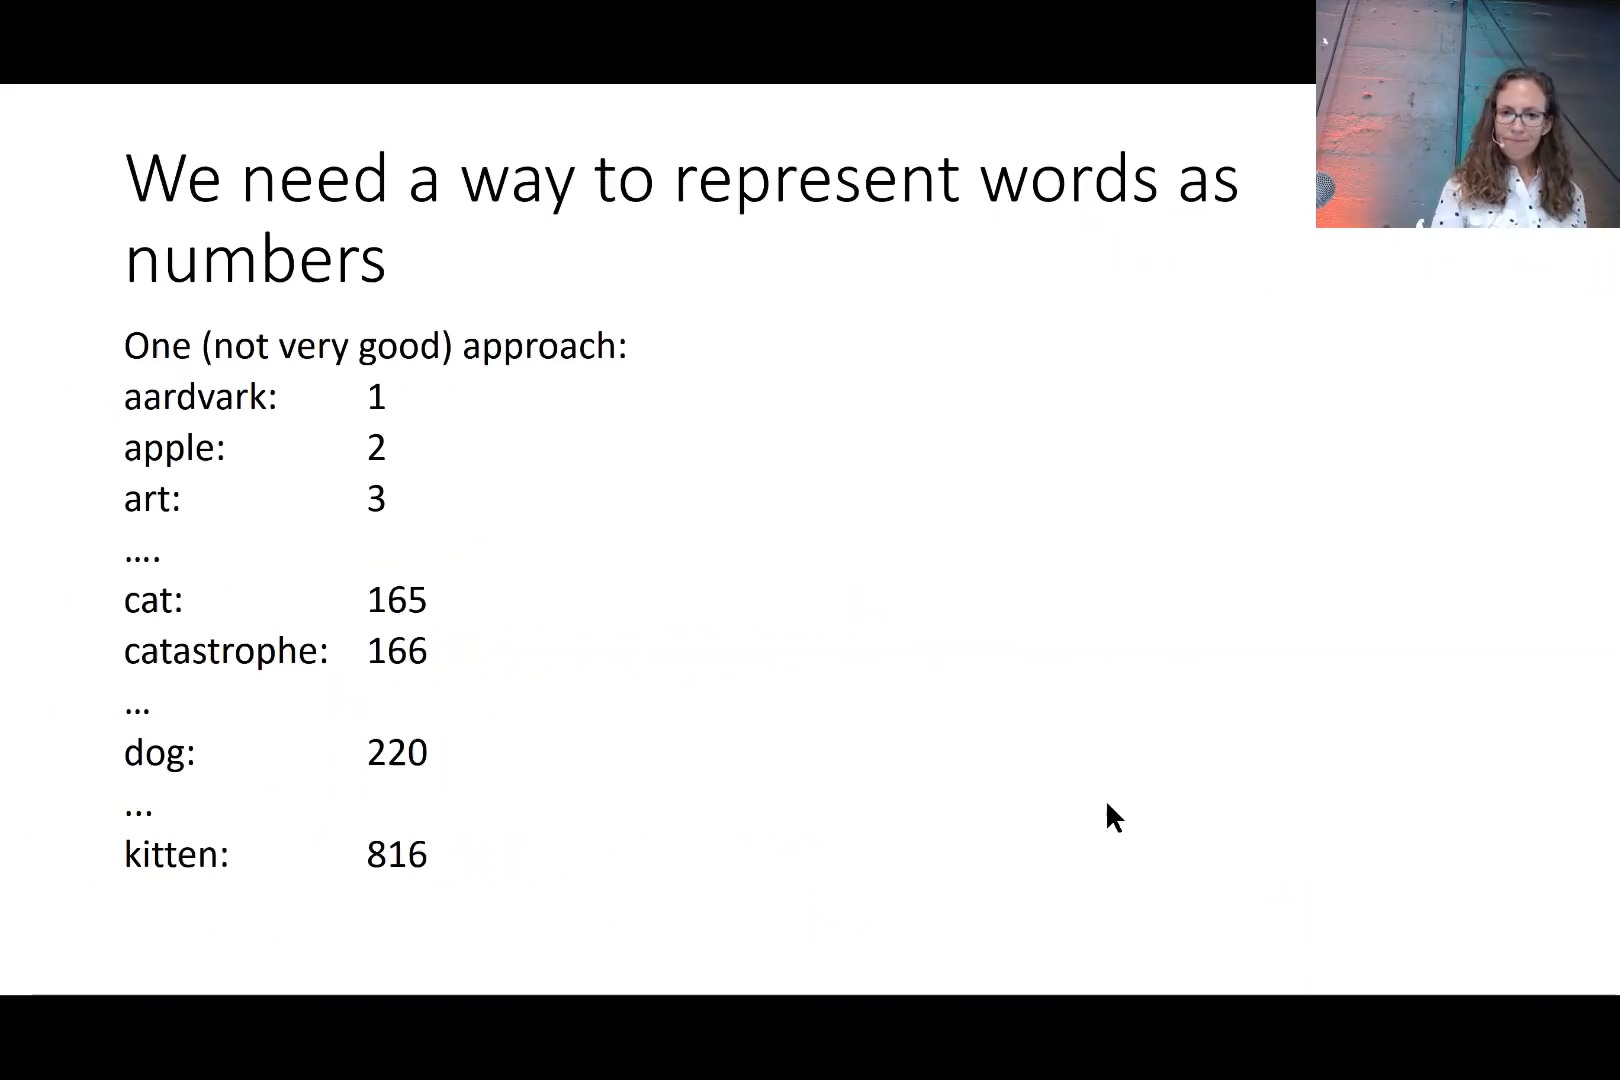 We need a way to represent words as
numbers
One (not very good) approach:
aardvark: 1
apple: 2
art: 3
....
cat: 165
catastrophe: 166
...
dog: 220
...
kitten: 816